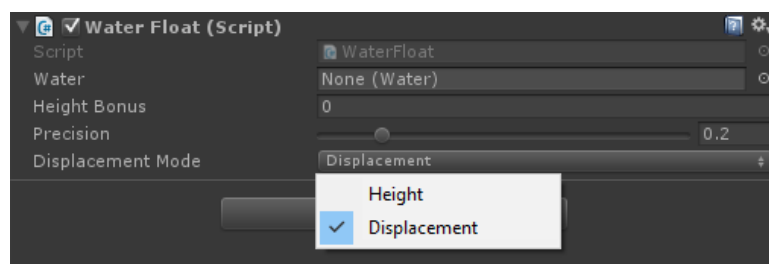 Water Float (Script)
Script WaterFloat
Water None (Water)
Height Bonus 0
Precision 0.2
Displacement Mode Displacement
Height
Displacement